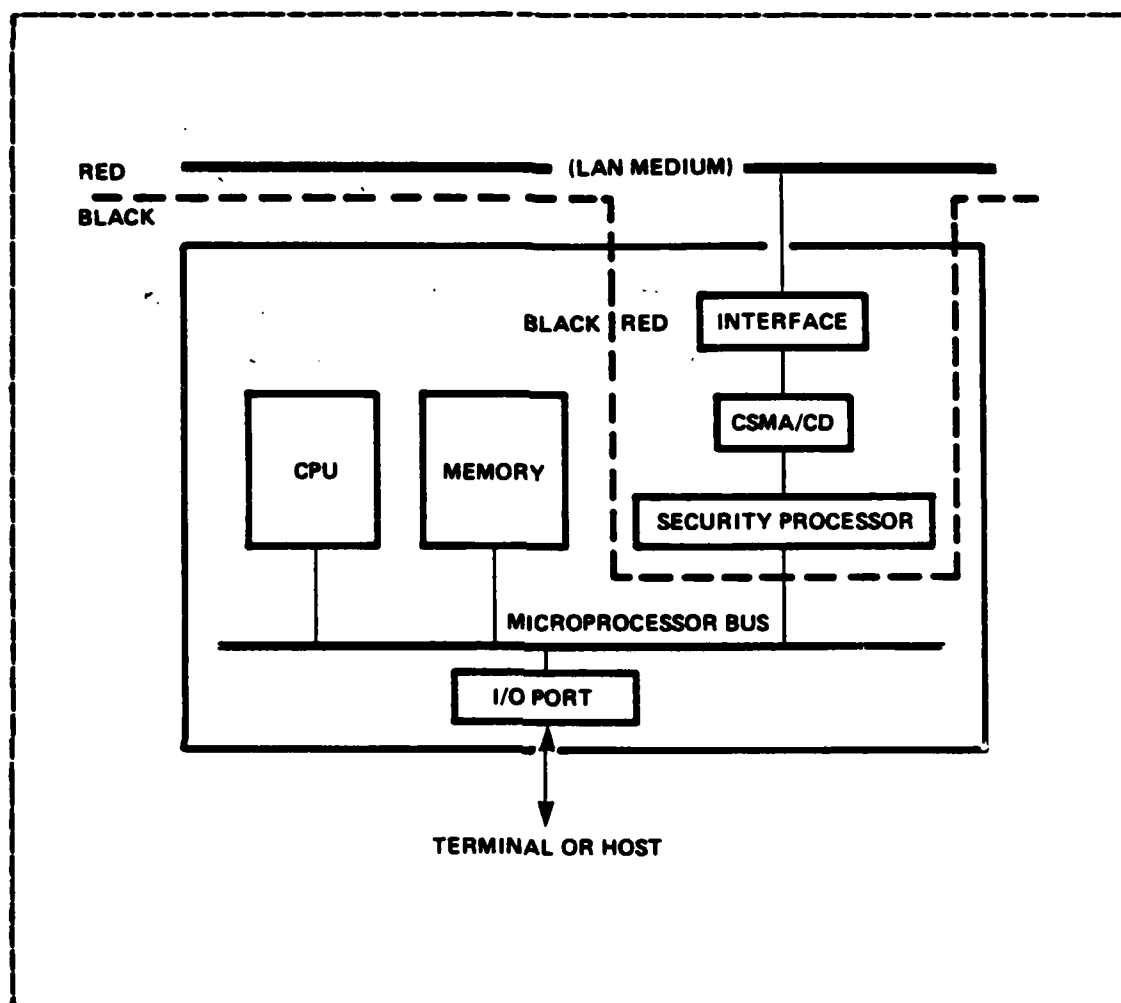 RED
(LAN MEDIUM)
BLACK
BLACK
RED
INTERFACE
CSMA/CD
CPU
MEMORY
SECURITY PROCESSOR
MICROPROCESSOR BUS
I/O PORT
TERMINAL OR HOST